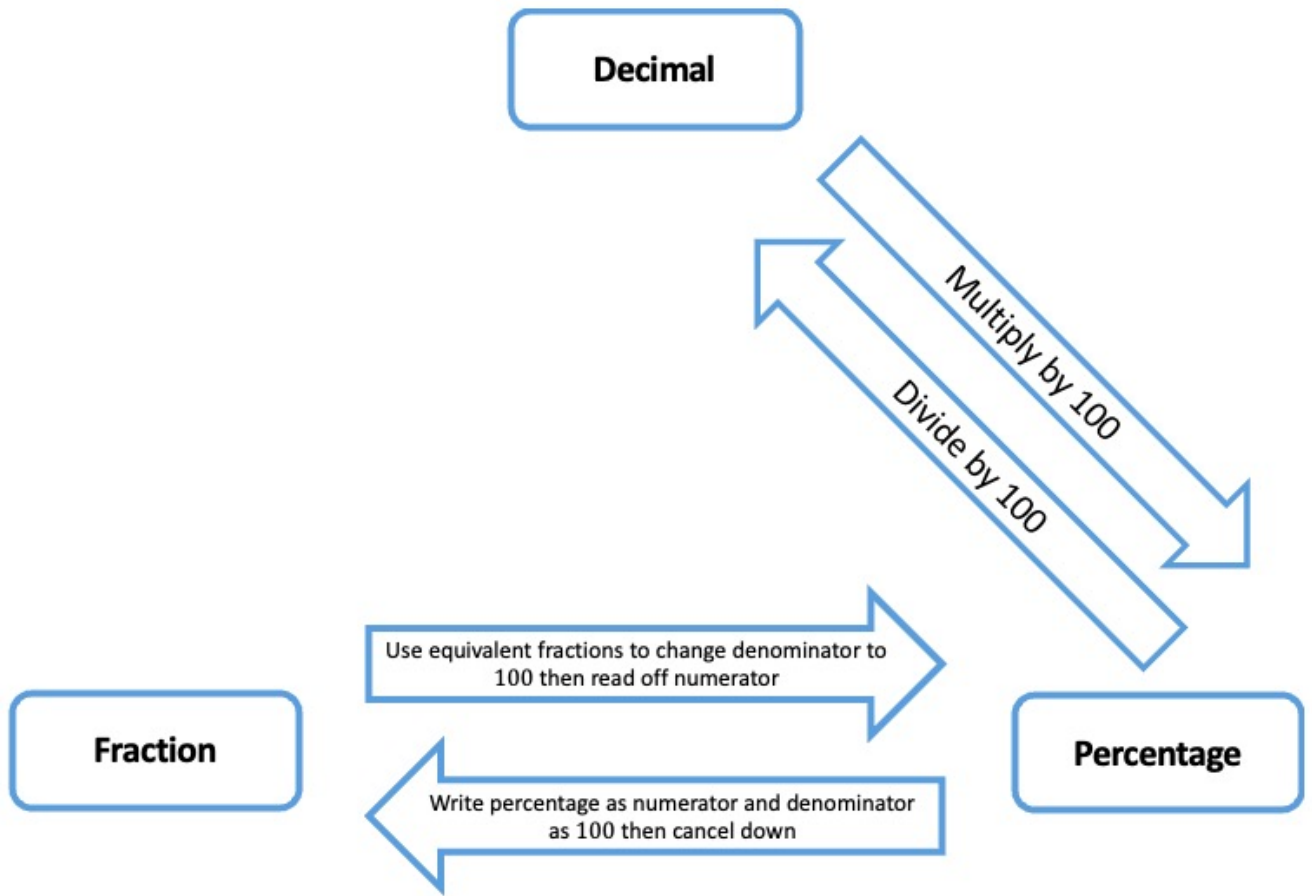 Decimal
Multiply by 100
Divide by 100
Use equivalent fractions to change denominator to
100 then read off numerator
Fraction
Percentage
Write percentage as numerator and denominator
as 100 then cancel down